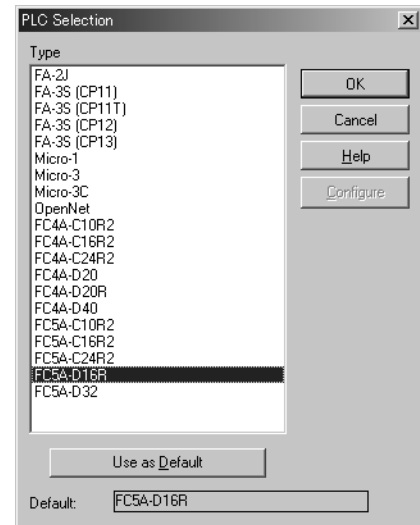 PLC Selection
Type
FA-2J
FA-3S (CP11)
FA-3S (CP11T)
FA-3S (CP12)
FA-3S (CP13)
Micro-1
Micro-3
Micro-3C
OpenNet
FC4A-C10R2
FC4A-C16R2
FC4A-C24R2
FC4A-D20
FC4A-D20R
FC4A-D40
FC5A-C10R2
FC5A-C16R2
FC5A-C24R2
FC5A-D16R
FC5A-D32
OK
Cancel
Help
Configure
Use as Default
Default: FC5A-D16R